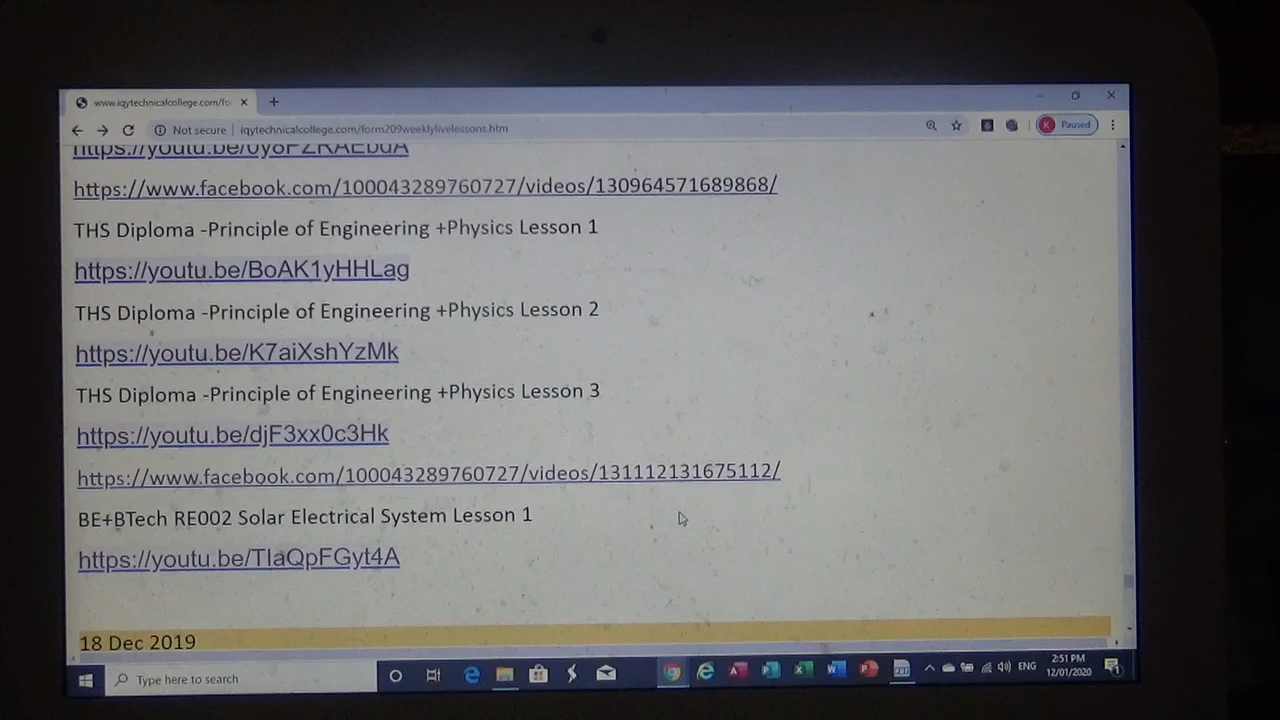 www.iqytechnicalcollege.com/for
Not secure | iqytechnicalcollege.com/form209weeklylivelessons.htm
K Paused
https://www.facebook.com/100043289760727/videos/130964571689868/
THS Diploma -Principle of Engineering +Physics Lesson 1
https://youtu.be/BoAK1yHHLag
THS Diploma -Principle of Engineering +Physics Lesson 2
https://youtu.be/K7aiXshYzMk
THS Diploma -Principle of Engineering +Physics Lesson 3
https://youtu.be/djF3xx0c3Hk
https://www.facebook.com/100043289760727/videos/131112131675112/
BE+BTech RE002 Solar Electrical System Lesson 1
https://youtu.be/TIaQpFGyt4A
18 Dec 2019
Type here to search
ENG
2:51 PM
12/01/2020